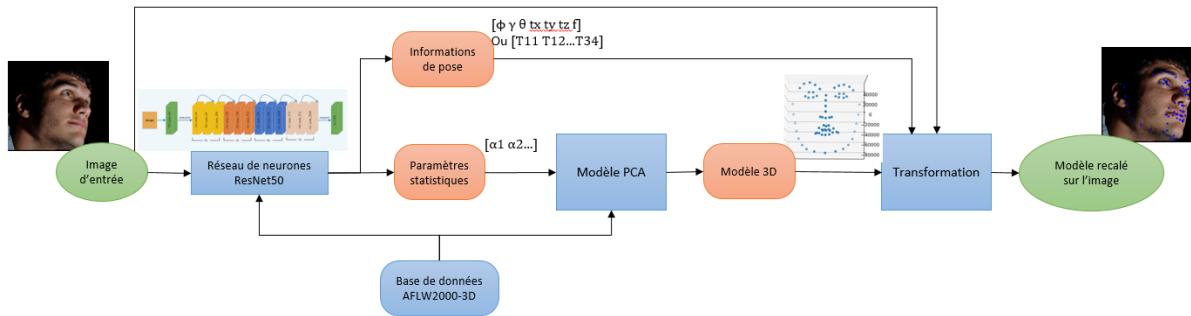 [ϕ γ θ tx ty tz f]
Ou [T11 T12...T34]
Informations
de pose
Image
d'entrée
Réseau de neurones
ResNet50
Paramètres
statistiques
[α1 α2...]
Modèle PCA
Modèle 3D
Transformation
Modèle recalé
sur l'image
Base de données
AFLW2000-3D